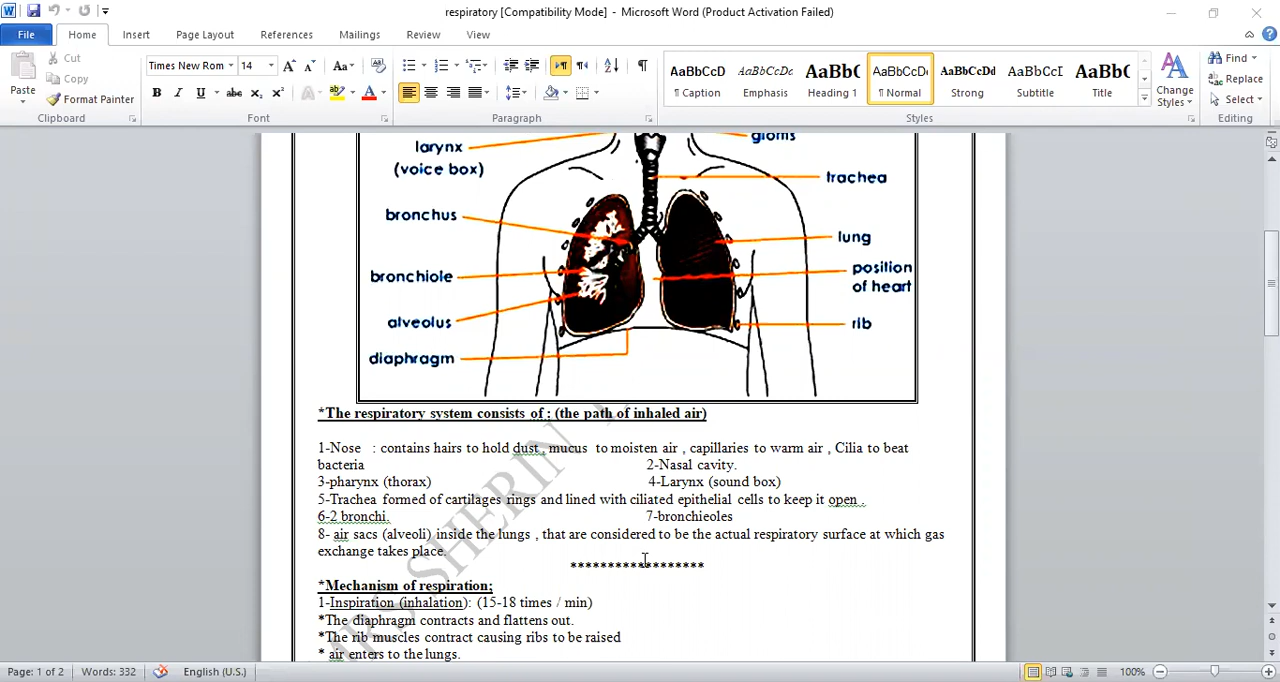 respiratory [Compatibility Mode] - Microsoft Word (Product Activation Failed)
File Home Insert Page Layout References Mailings Review View
Paste
Cut
Copy
Format Painter
Clipboard
Times New Rom 14
Font
Paragraph
AaBbCcD AaBbCcDc AaBbC AaBbCcDc AaBbCcDd AaBbCcI AaBbC
¶ Caption Emphasis Heading 1 ¶ Normal Strong Subtitle Title
Styles
Change Styles
Find
Replace
Select
Editing
larynx
(voice box)
trachea
bronchus
lung
bronchiole
position
of heart
alveolus
rib
diaphragm
*The respiratory system consists of : (the path of inhaled air)
1-Nose : contains hairs to hold dust , mucus to moisten air , capillaries to warm air , Cilia to beat
bacteria 2-Nasal cavity.
3-pharynx (thorax) 4-Larynx (sound box)
5-Trachea formed of cartilages rings and lined with ciliated epithelial cells to keep it open .
6-2 bronchi. 7-bronchieoles
8- air sacs (alveoli) inside the lungs , that are considered to be the actual respiratory surface at which gas
exchange takes place.
******************
*Mechanism of respiration;
1-Inspiration (inhalation): (15-18 times / min)
*The diaphragm contracts and flattens out.
*The rib muscles contract causing ribs to be raised
* air enters to the lungs.
MRS SHERIN
Page: 1 of 2 Words: 332 English (U.S.) 100%